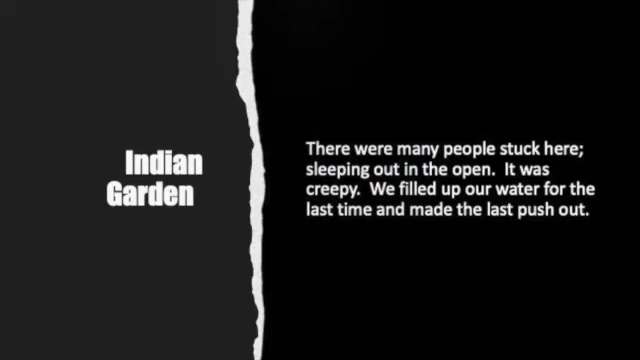 Indian
Garden
There were many people stuck here;
sleeping out in the open.  It was
creepy.  We filled up our water for the
last time and made the last push out.